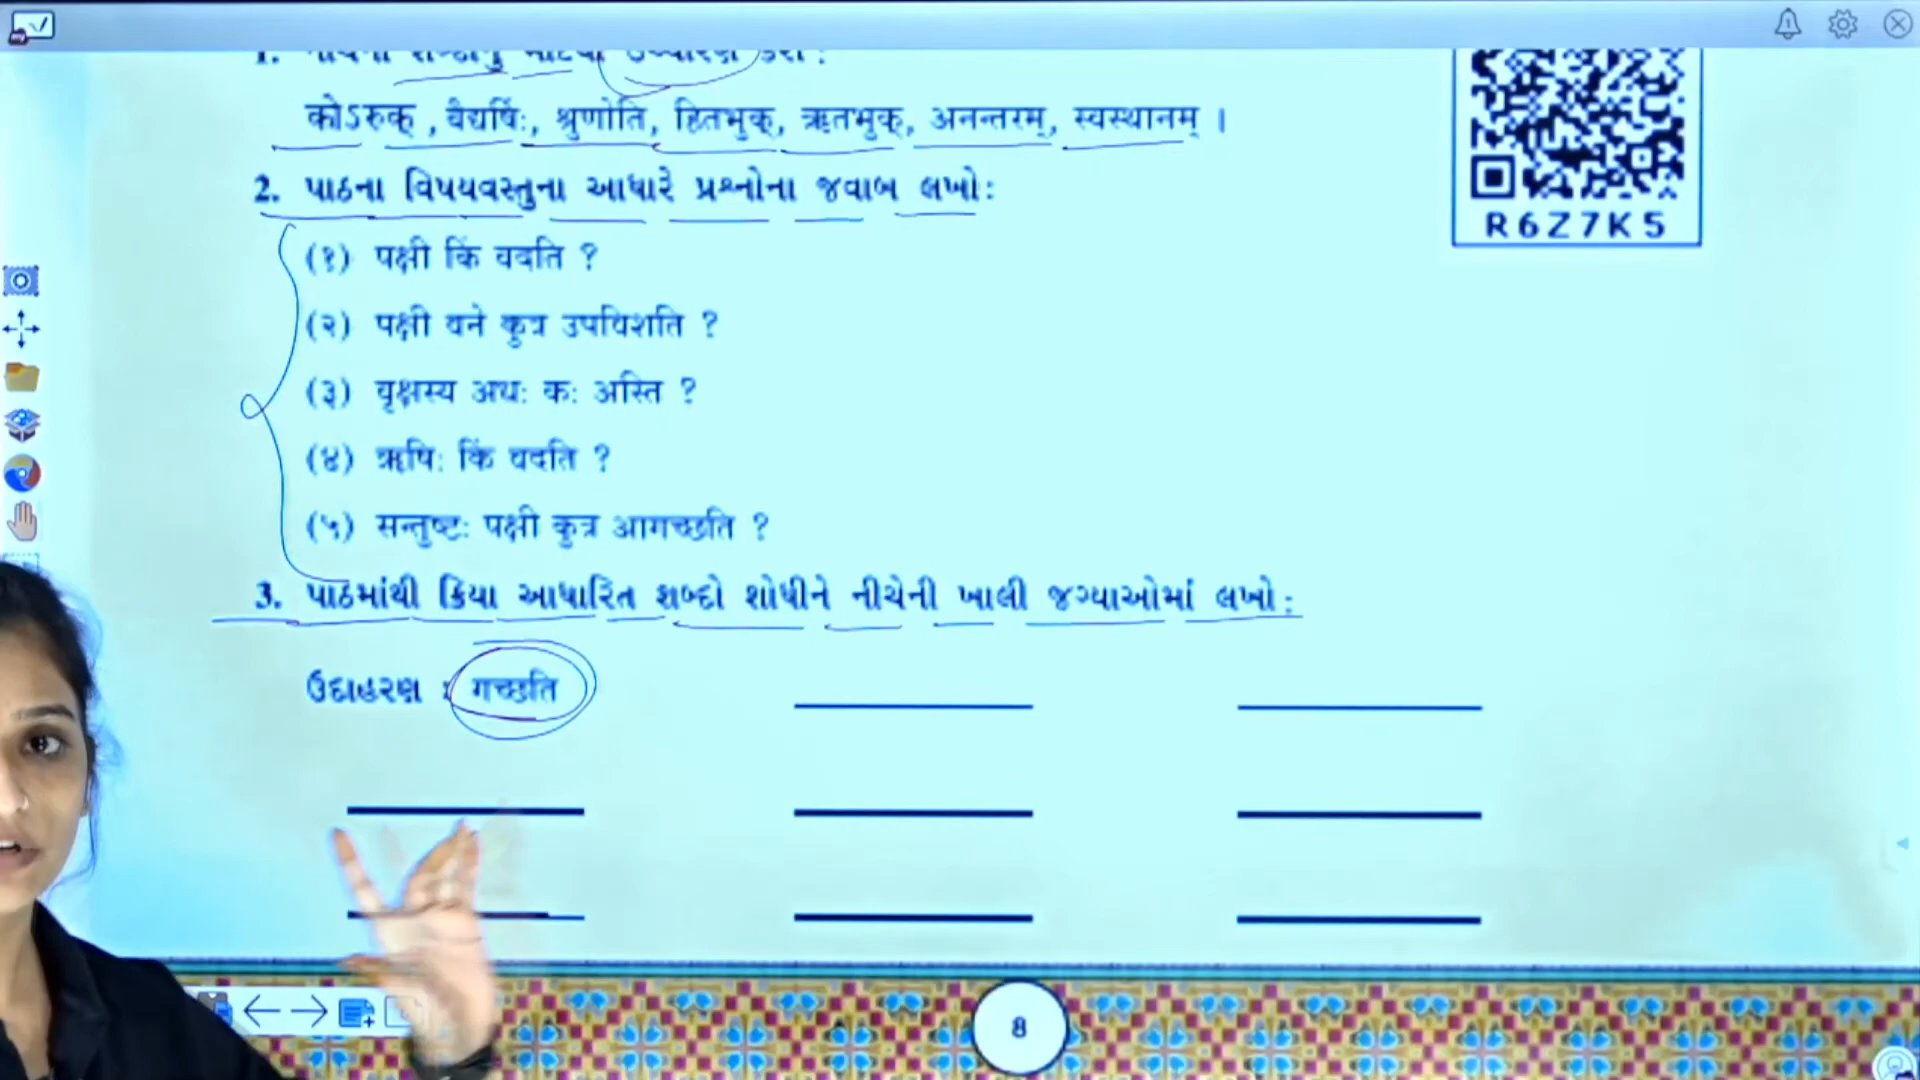 कोऽरुक्, वैद्यर्षिः, श्रुणोति, हितभुक्, ऋतभुक्, अनन्तरम्, स्वस्थानम् ।
2. પાઠના વિષયવસ્તુના આધારે પ્રશ્નોના જવાબ લખો:
(१) पक्षी किं वदति ?
(२) पक्षी वने कुत्र उपविशति ?
(३) वृक्षस्य अधः कः अस्ति ?
(४) ऋषिः किं वदति ?
(५) सन्तुष्टः पक्षी कुत्र आगच्छति ?
3. પાઠમાંથી ક્રિયા આધારિત શબ્દો શોધીને નીચેની ખાલી જગ્યાઓમાં લખો:
ઉદાહરણ : गच्छति
R6Z7K5
8